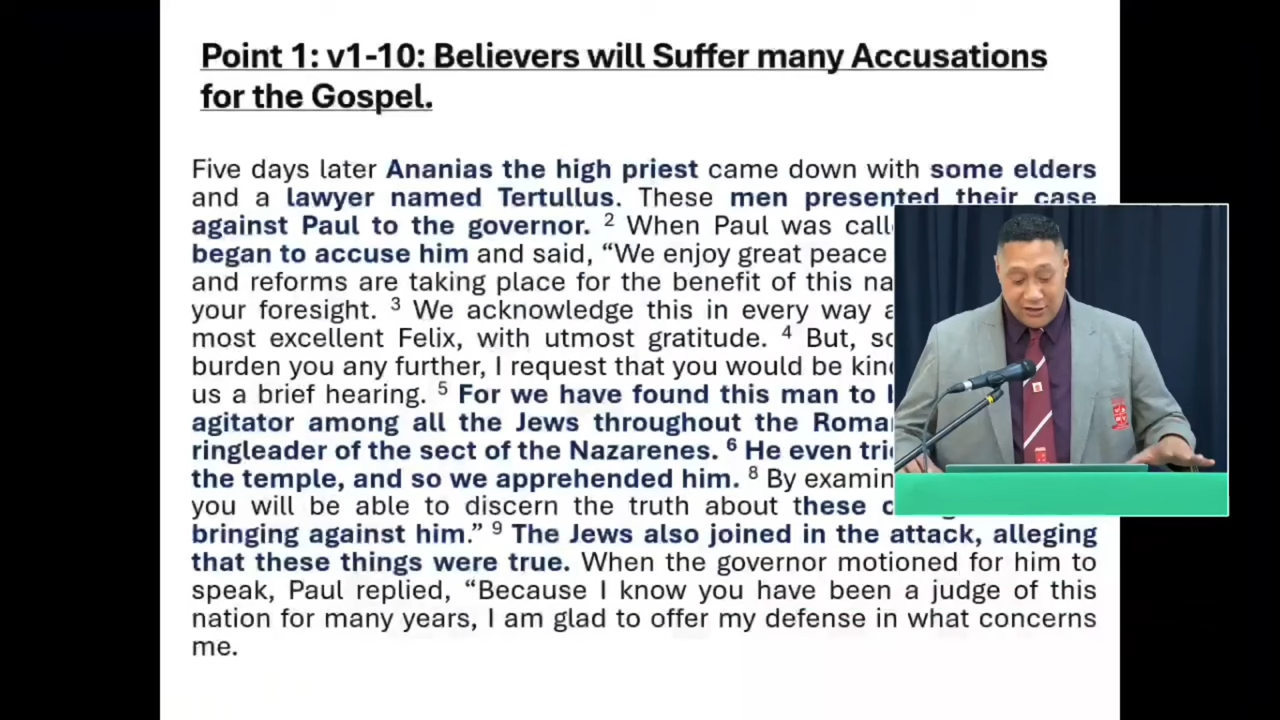 Point 1: v1-10: Believers will Suffer many Accusations
for the Gospel.
Five days later Ananias the high priest came down with some elders
and a lawyer named Tertullus. These men presented their case
against Paul to the governor. 2 When Paul was call
began to accuse him and said, “We enjoy great peace
and reforms are taking place for the benefit of this na
your foresight. 3 We acknowledge this in every way a
most excellent Felix, with utmost gratitude. 4 But, so
burden you any further, I request that you would be kin
us a brief hearing. 5 For we have found this man to
agitator among all the Jews throughout the Roma
ringleader of the sect of the Nazarenes. 6 He even tri
the temple, and so we apprehended him. 8 By examin
you will be able to discern the truth about these
bringing against him.” 9 The Jews also joined in the attack, alleging
that these things were true. When the governor motioned for him to
speak, Paul replied, “Because I know you have been a judge of this
nation for many years, I am glad to offer my defense in what concerns
me.